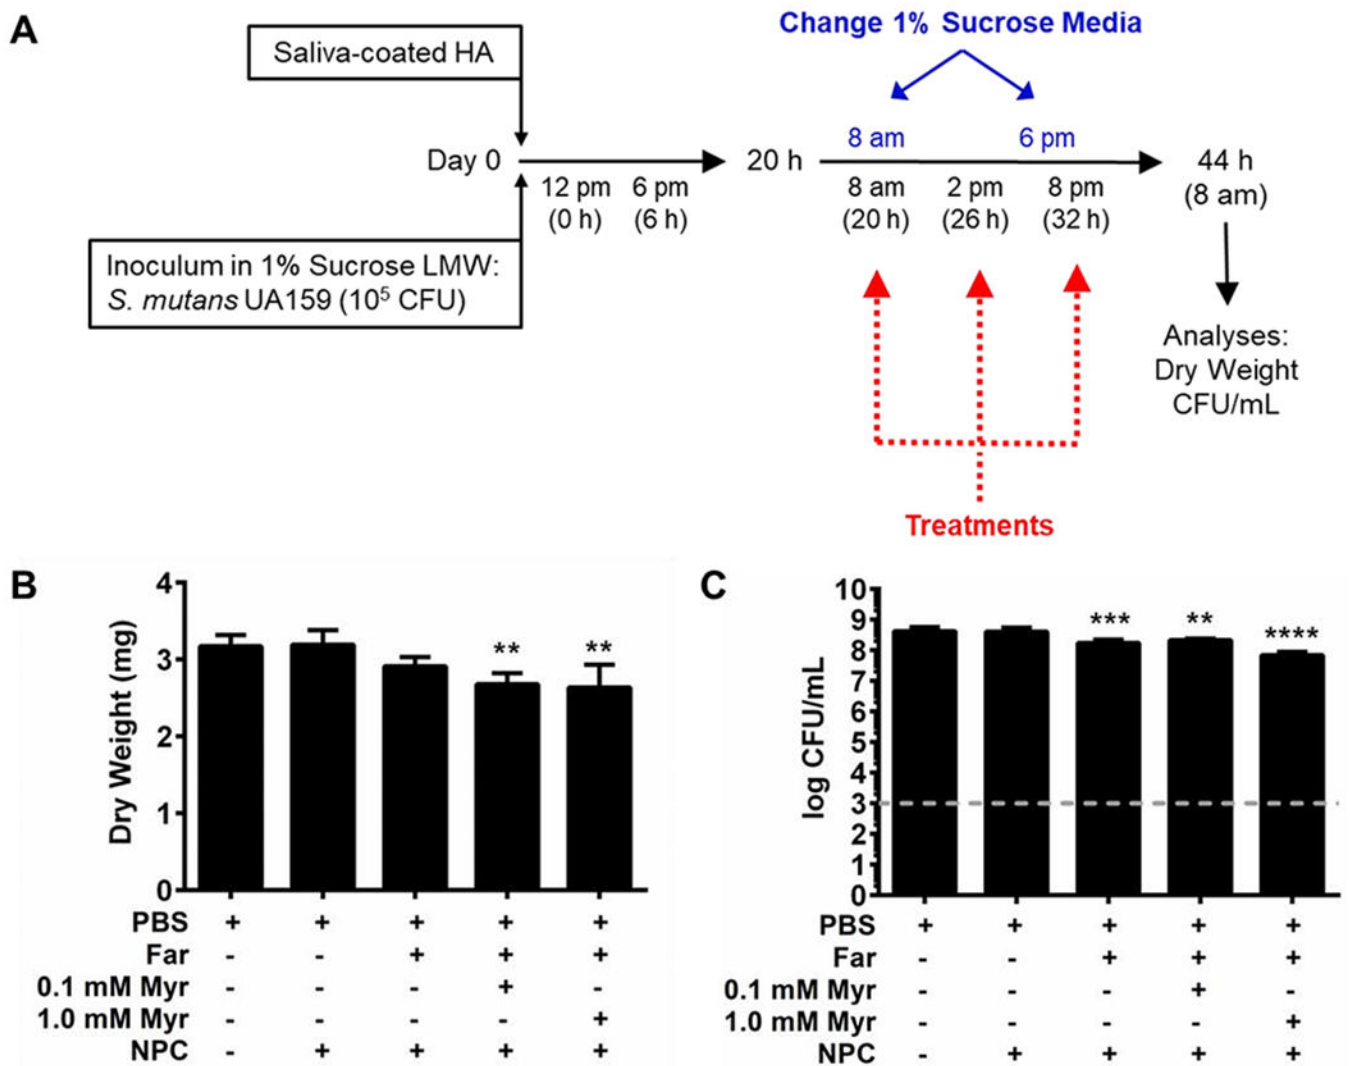 A
Change 1% Sucrose Media
Saliva-coated HA
8 am 6 pm
Day 0 20 h 44 h
12 pm 6 pm 8 am 2 pm 8 pm (8 am)
(0 h) (6 h) (20 h) (26 h) (32 h)
Inoculum in 1% Sucrose LMW:
S. mutans UA159 (10⁵ CFU)
Analyses:
Dry Weight
CFU/mL
Treatments
B
Dry Weight (mg)
4
3
2
1
0
** **
PBS + + + + +
Far - - + + +
0.1 mM Myr - - - + -
1.0 mM Myr - - - - +
NPC - + + + +
C
log CFU/mL
10
9
8
7
6
5
4
3
2
1
0
*** ** ****
PBS + + + + +
Far - - + + +
0.1 mM Myr - - - + -
1.0 mM Myr - - - - +
NPC - + + + +